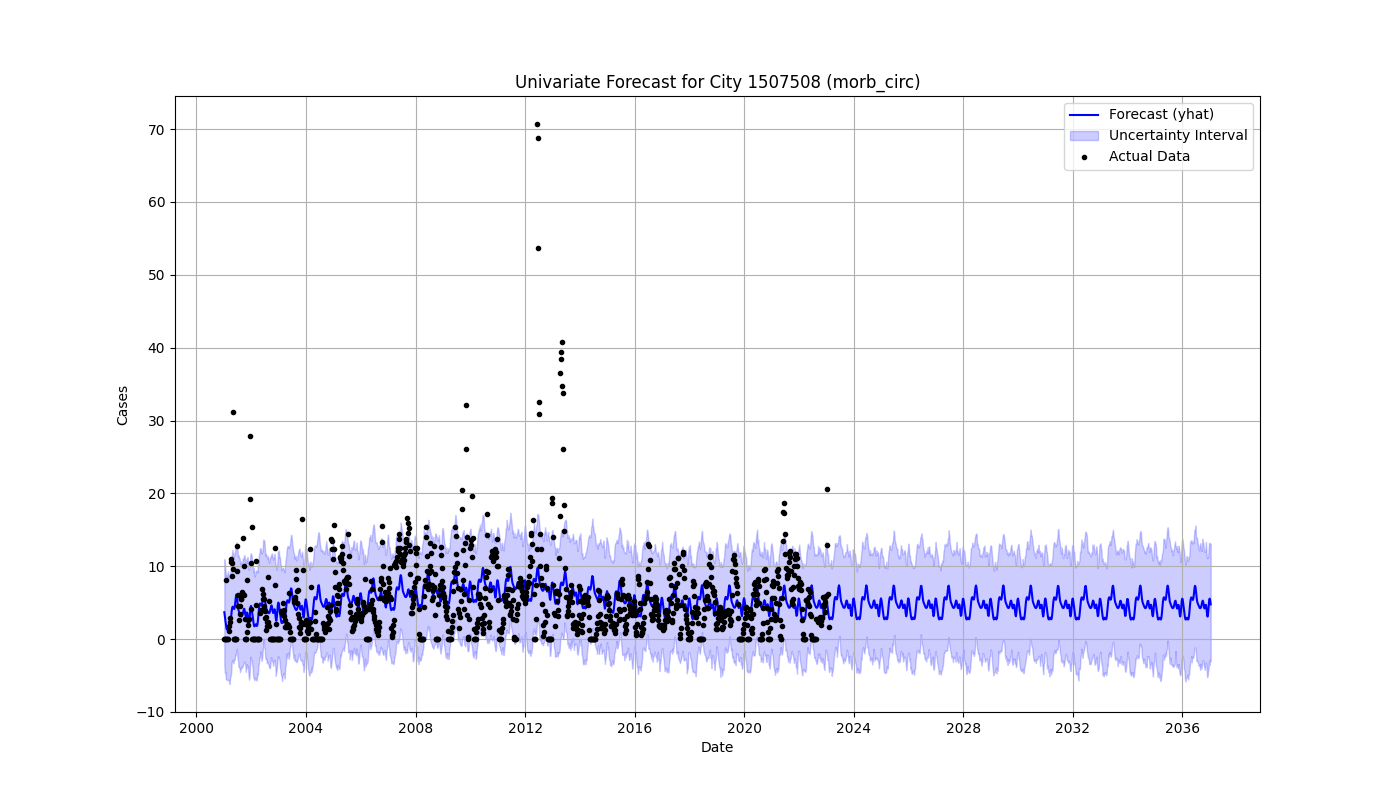 Univariate Forecast for City 1507508 (morb_circ)
Forecast (yhat)
Uncertainty Interval
Actual Data
Cases
70
60
50
40
30
20
10
0
−10
2000 2004 2008 2012 2016 2020 2024 2028 2032 2036
Date